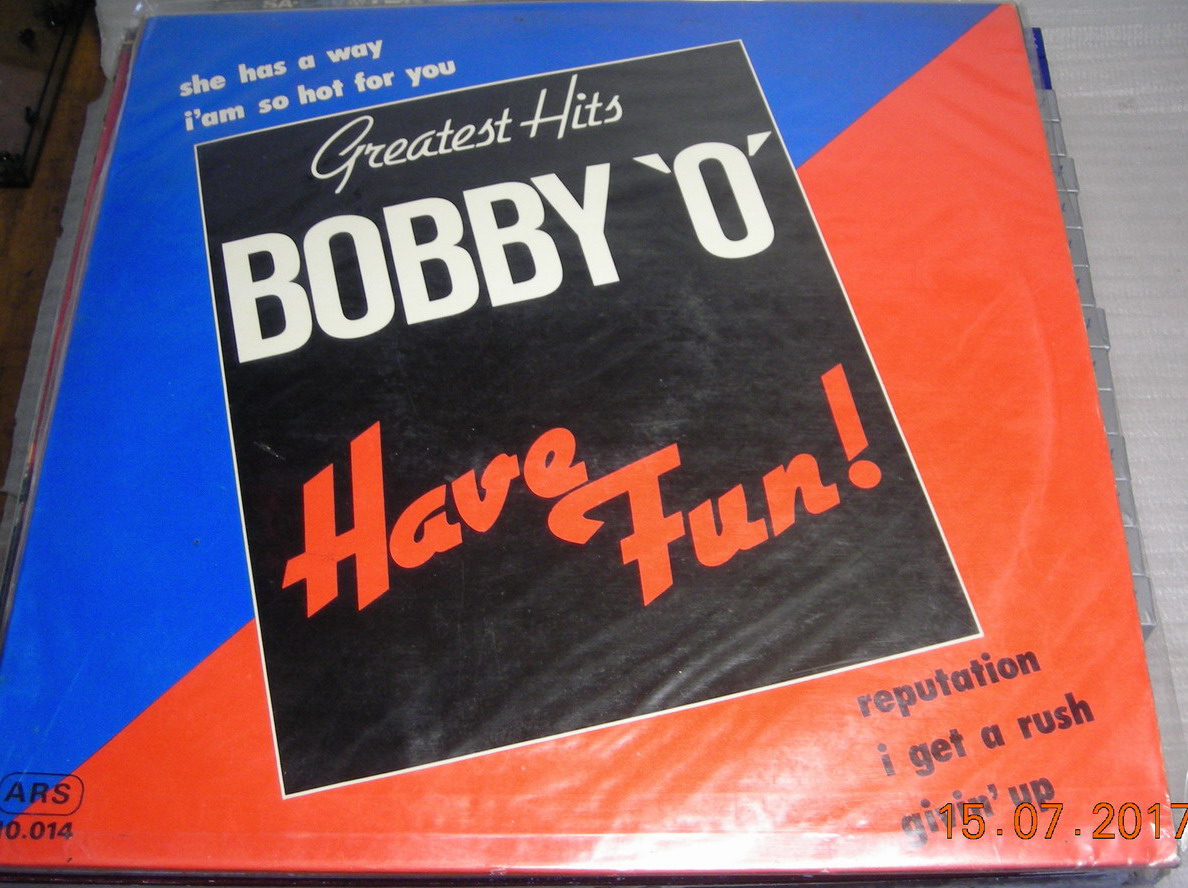 she has a way
i'am so hot for you
Greatest Hits
BOBBY 'O'
Have
Fun!
reputation
i get a rush
givin' up
ARS
10.014
15.07.2017